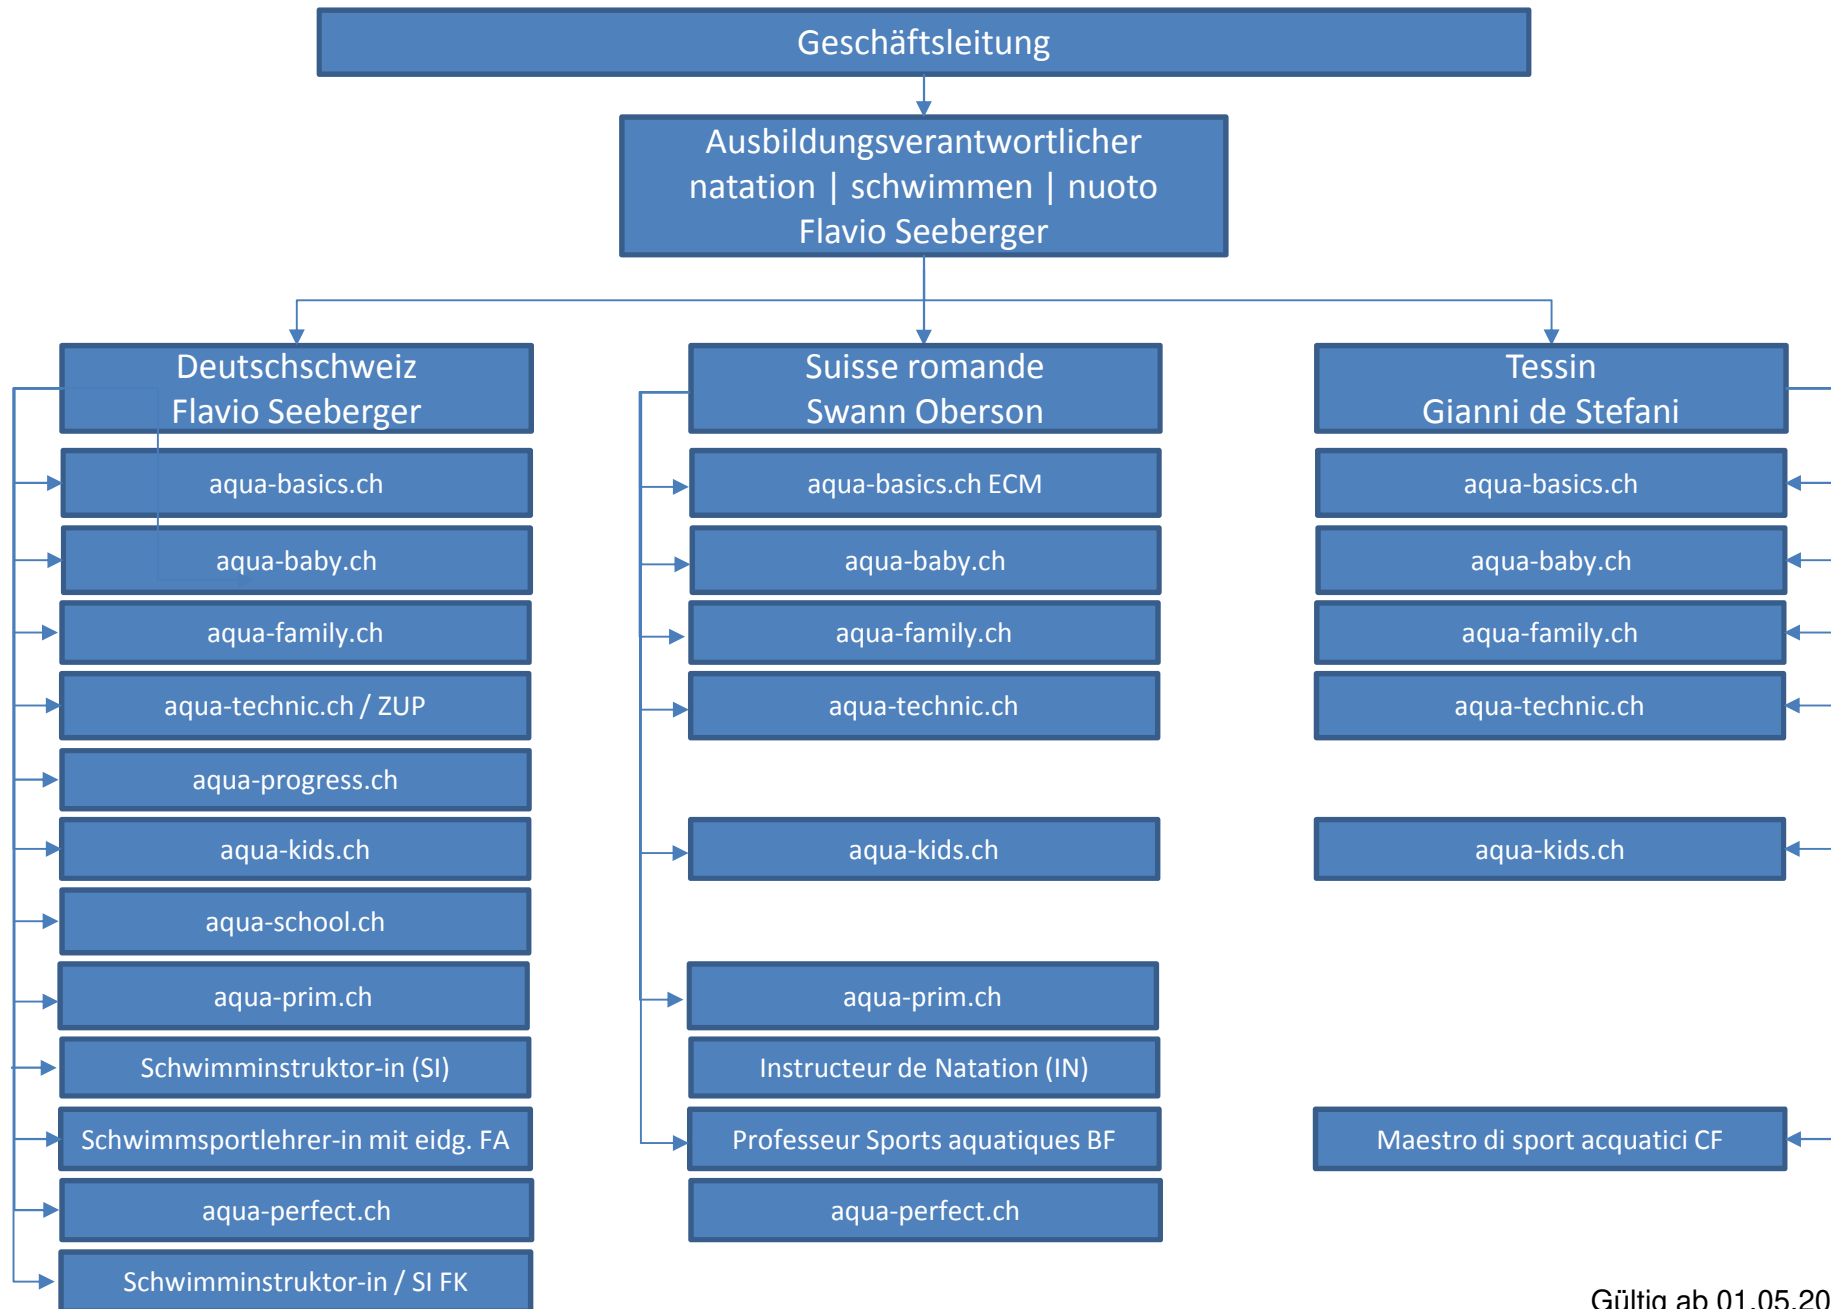 Geschäftsleitung
Ausbildungsverantwortlicher
natation | schwimmen | nuoto
Flavio Seeberger
Deutschschweiz
Flavio Seeberger
aqua-basics.ch
aqua-baby.ch
aqua-family.ch
aqua-technic.ch / ZUP
aqua-progress.ch
aqua-kids.ch
aqua-school.ch
aqua-prim.ch
Schwimminstruktor-in (SI)
Schwimmsportlehrer-in mit eidg. FA
aqua-perfect.ch
Schwimminstruktor-in / SI FK
Suisse romande
Swann Oberson
aqua-basics.ch ECM
aqua-baby.ch
aqua-family.ch
aqua-technic.ch
aqua-kids.ch
aqua-prim.ch
Instructeur de Natation (IN)
Professeur Sports aquatiques BF
aqua-perfect.ch
Tessin
Gianni de Stefani
aqua-basics.ch
aqua-baby.ch
aqua-family.ch
aqua-technic.ch
aqua-kids.ch
Maestro di sport acquatici CF
Gültig ab 01.05.20